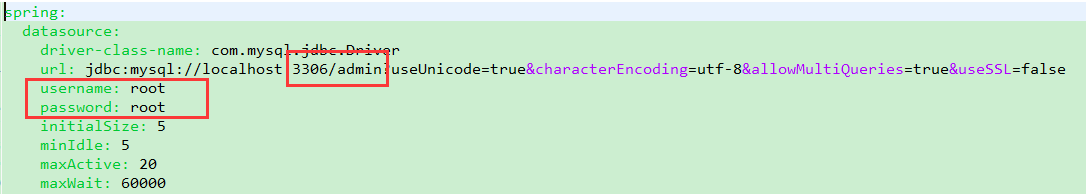 spring:
datasource:
driver-class-name: com.mysql.jdbc.Driver
url: jdbc:mysql://localhost 3306/admin?useUnicode=true&characterEncoding=utf-8&allowMultiQueries=true&useSSL=false
username: root
password: root
initialSize: 5
minIdle: 5
maxActive: 20
maxWait: 60000